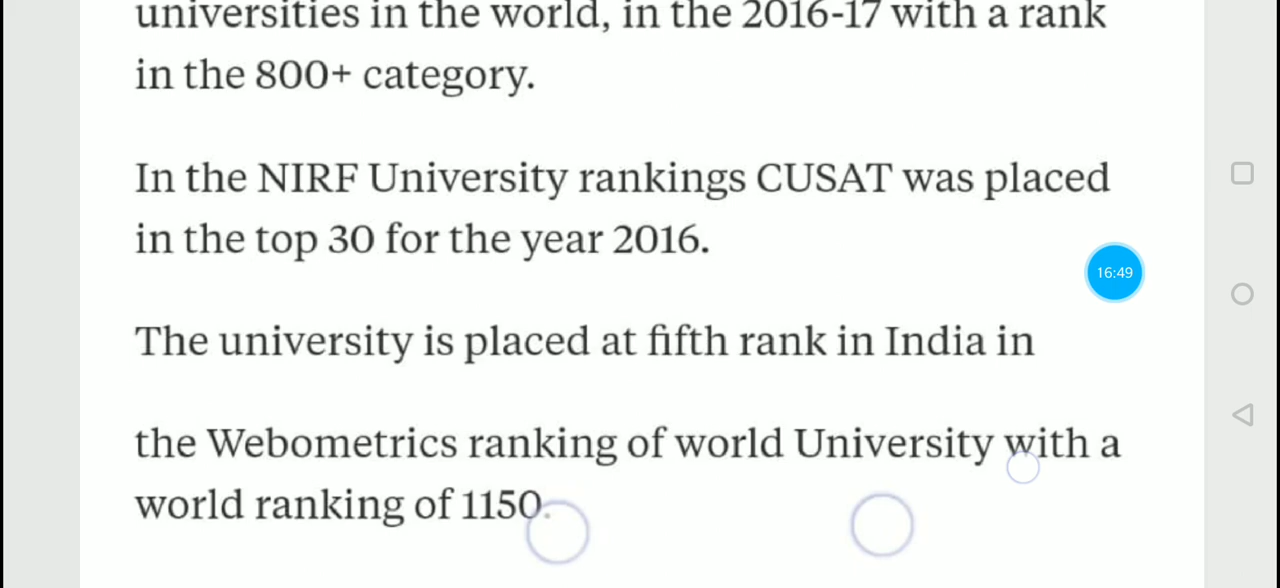 universities in the world, in the 2016-17 with a rank
in the 800+ category.
In the NIRF University rankings CUSAT was placed
in the top 30 for the year 2016.
16:49
The university is placed at fifth rank in India in
the Webometrics ranking of world University with a
world ranking of 1150.